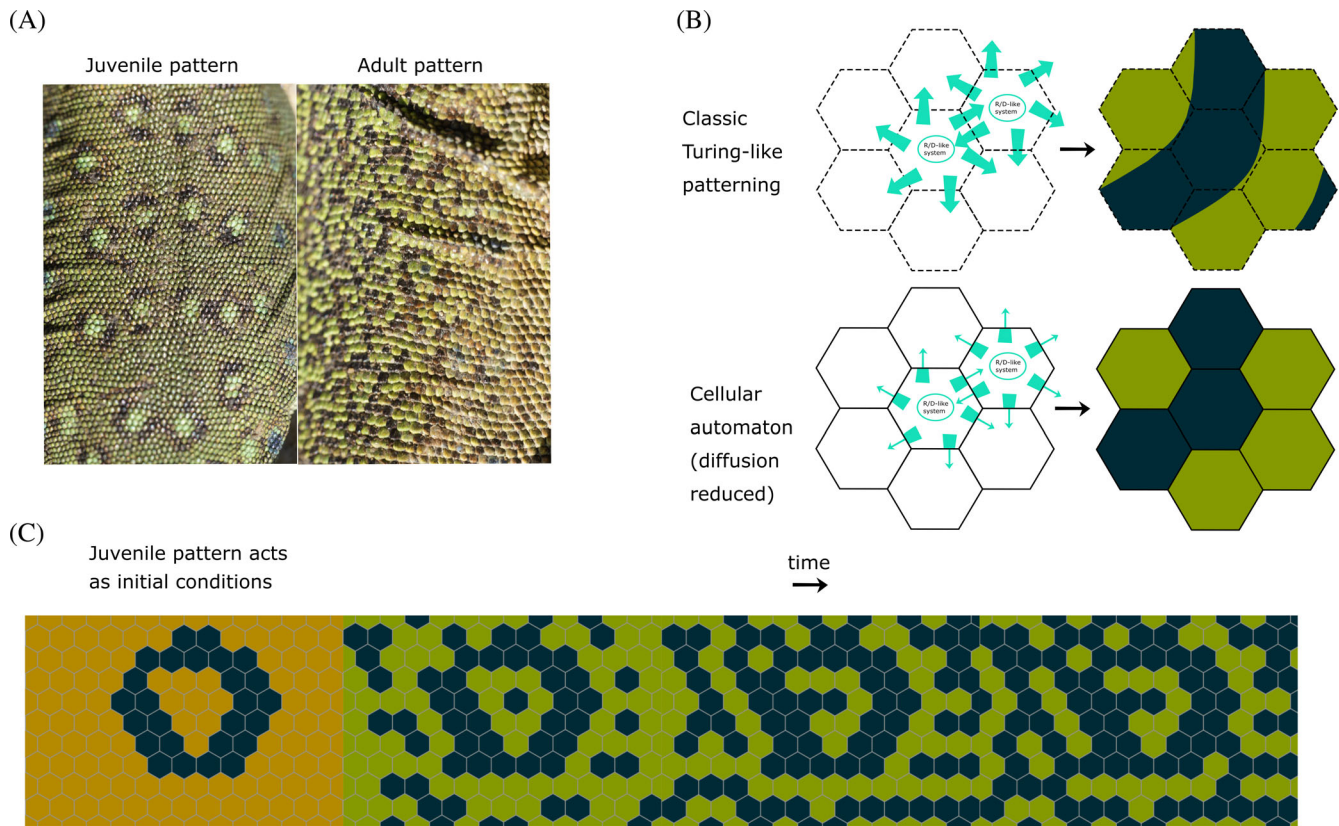 (A)
Juvenile pattern
Adult pattern
(B)
Classic
Turing-like
patterning
R/D-like
system
R/D-like
system
Cellular
automaton
(diffusion
reduced)
R/D-like
system
R/D-like
system
(C)
Juvenile pattern acts
as initial conditions
time